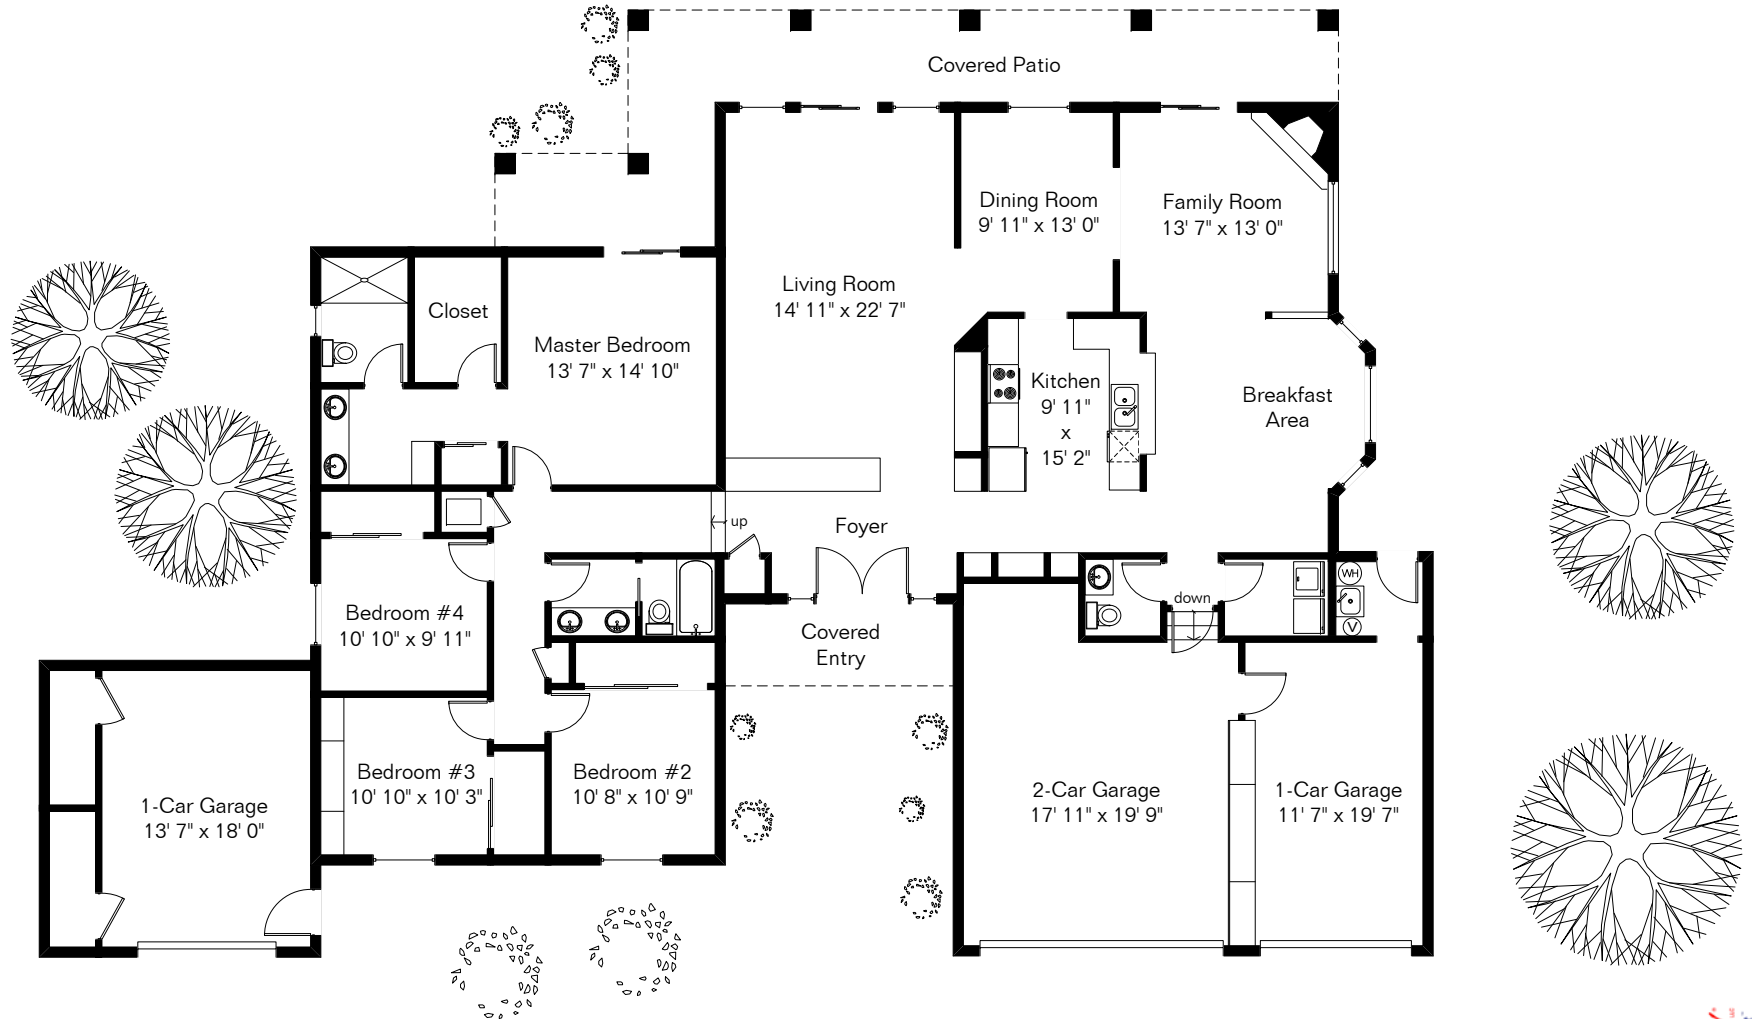 Covered Patio
Dining Room
9' 11" x 13' 0"
Family Room
13' 7" x 13' 0"
Living Room
14' 11" x 22' 7"
Closet
Master Bedroom
13' 7" x 14' 10"
Kitchen
9' 11"
x
15' 2"
Breakfast
Area
up
Foyer
WH
V
down
Bedroom #4
10' 10" x 9' 11"
Covered
Entry
Bedroom #3
10' 10" x 10' 3"
Bedroom #2
10' 8" x 10' 9"
1-Car Garage
13' 7" x 18' 0"
2-Car Garage
17' 11" x 19' 9"
1-Car Garage
11' 7" x 19' 7"